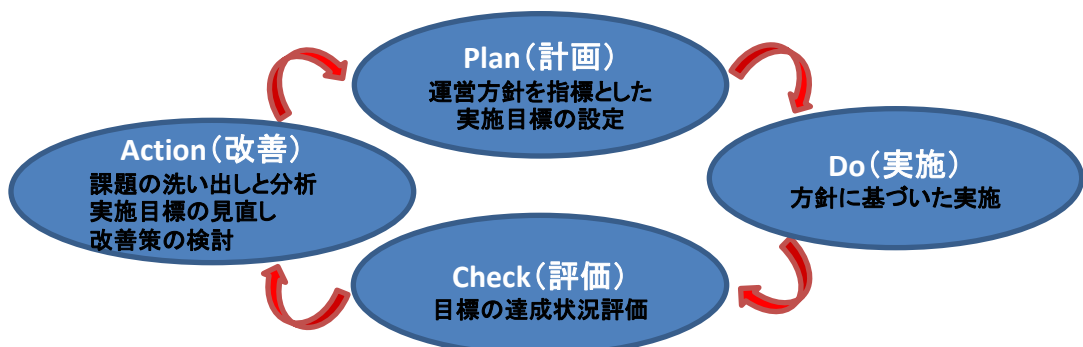 Plan(計画)
運営方針を指標とした
実施目標の設定
Do(実施)
方針に基づいた実施
Check(評価)
目標の達成状況評価
Action(改善)
課題の洗い出しと分析
実施目標の見直し
改善策の検討